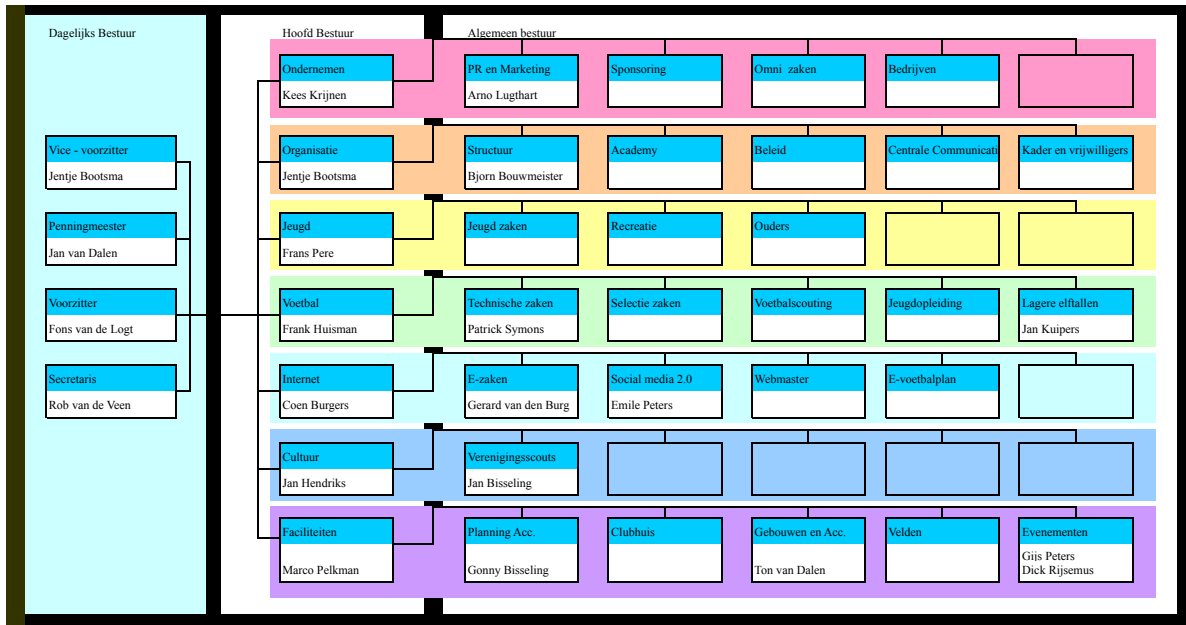 Dagelijks Bestuur
Hoofd Bestuur
Algemeen bestuur
Vice - voorzitter
Jentje Bootsma
Penningmeester
Jan van Dalen
Voorzitter
Fons van de Logt
Secretaris
Rob van de Veen
Ondernemen
Kees Krijnen
PR en Marketing
Arno Lugthart
Sponsoring
Omni zaken
Bedrijven
Organisatie
Jentje Bootsma
Structuur
Bjorn Bouwmeister
Academy
Beleid
Centrale Communicati
Kader en vrijwilligers
Jeugd
Frans Pere
Jeugd zaken
Recreatie
Ouders
Voetbal
Frank Huisman
Technische zaken
Patrick Symons
Selectie zaken
Voetbalscouting
Jeugdopleiding
Lagere elftallen
Jan Kuipers
Internet
Coen Burgers
E-zaken
Gerard van den Burg
Social media 2.0
Emile Peters
Webmaster
E-voetbalplan
Cultuur
Jan Hendriks
Verenigingsscouts
Jan Bisseling
Faciliteiten
Marco Pelkman
Planning Acc.
Gonny Bisseling
Clubhuis
Gebouwen en Acc.
Ton van Dalen
Velden
Evenementen
Gijs Peters
Dick Rijsemus